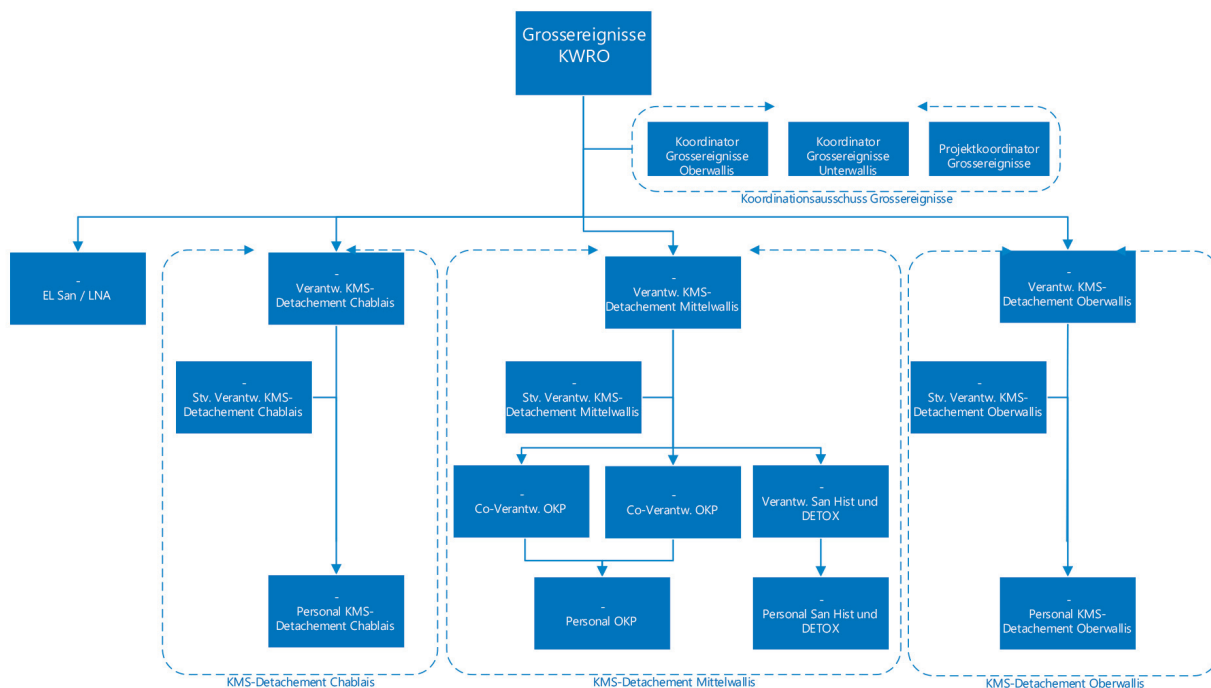 Grossereignisse
KWRO
Koordinator
Grossereignisse
Oberwallis
Koordinator
Grossereignisse
Unterwallis
Projektkoordinator
Grossereignisse
Koordinationsausschuss Grossereignisse
-
EL San / LNA
-
Verantw. KMS-
Detachement Chablais
-
Verantw. KMS-
Detachement Mittelwallis
-
Verantw. KMS-
Detachement Oberwallis
-
Stv. Verantw. KMS-
Detachement Chablais
-
Stv. Verantw. KMS-
Detachement Mittelwallis
-
Stv. Verantw. KMS-
Detachement Oberwallis
-
Co-Verantw. OKP
-
Co-Verantw. OKP
-
Verantw. San Hist und
DETOX
-
Personal KMS-
Detachement Chablais
-
Personal OKP
-
Personal San Hist und
DETOX
-
Personal KMS-
Detachement Oberwallis
KMS-Detachement Chablais
KMS-Detachement Mittelwallis
KMS-Detachement Oberwallis